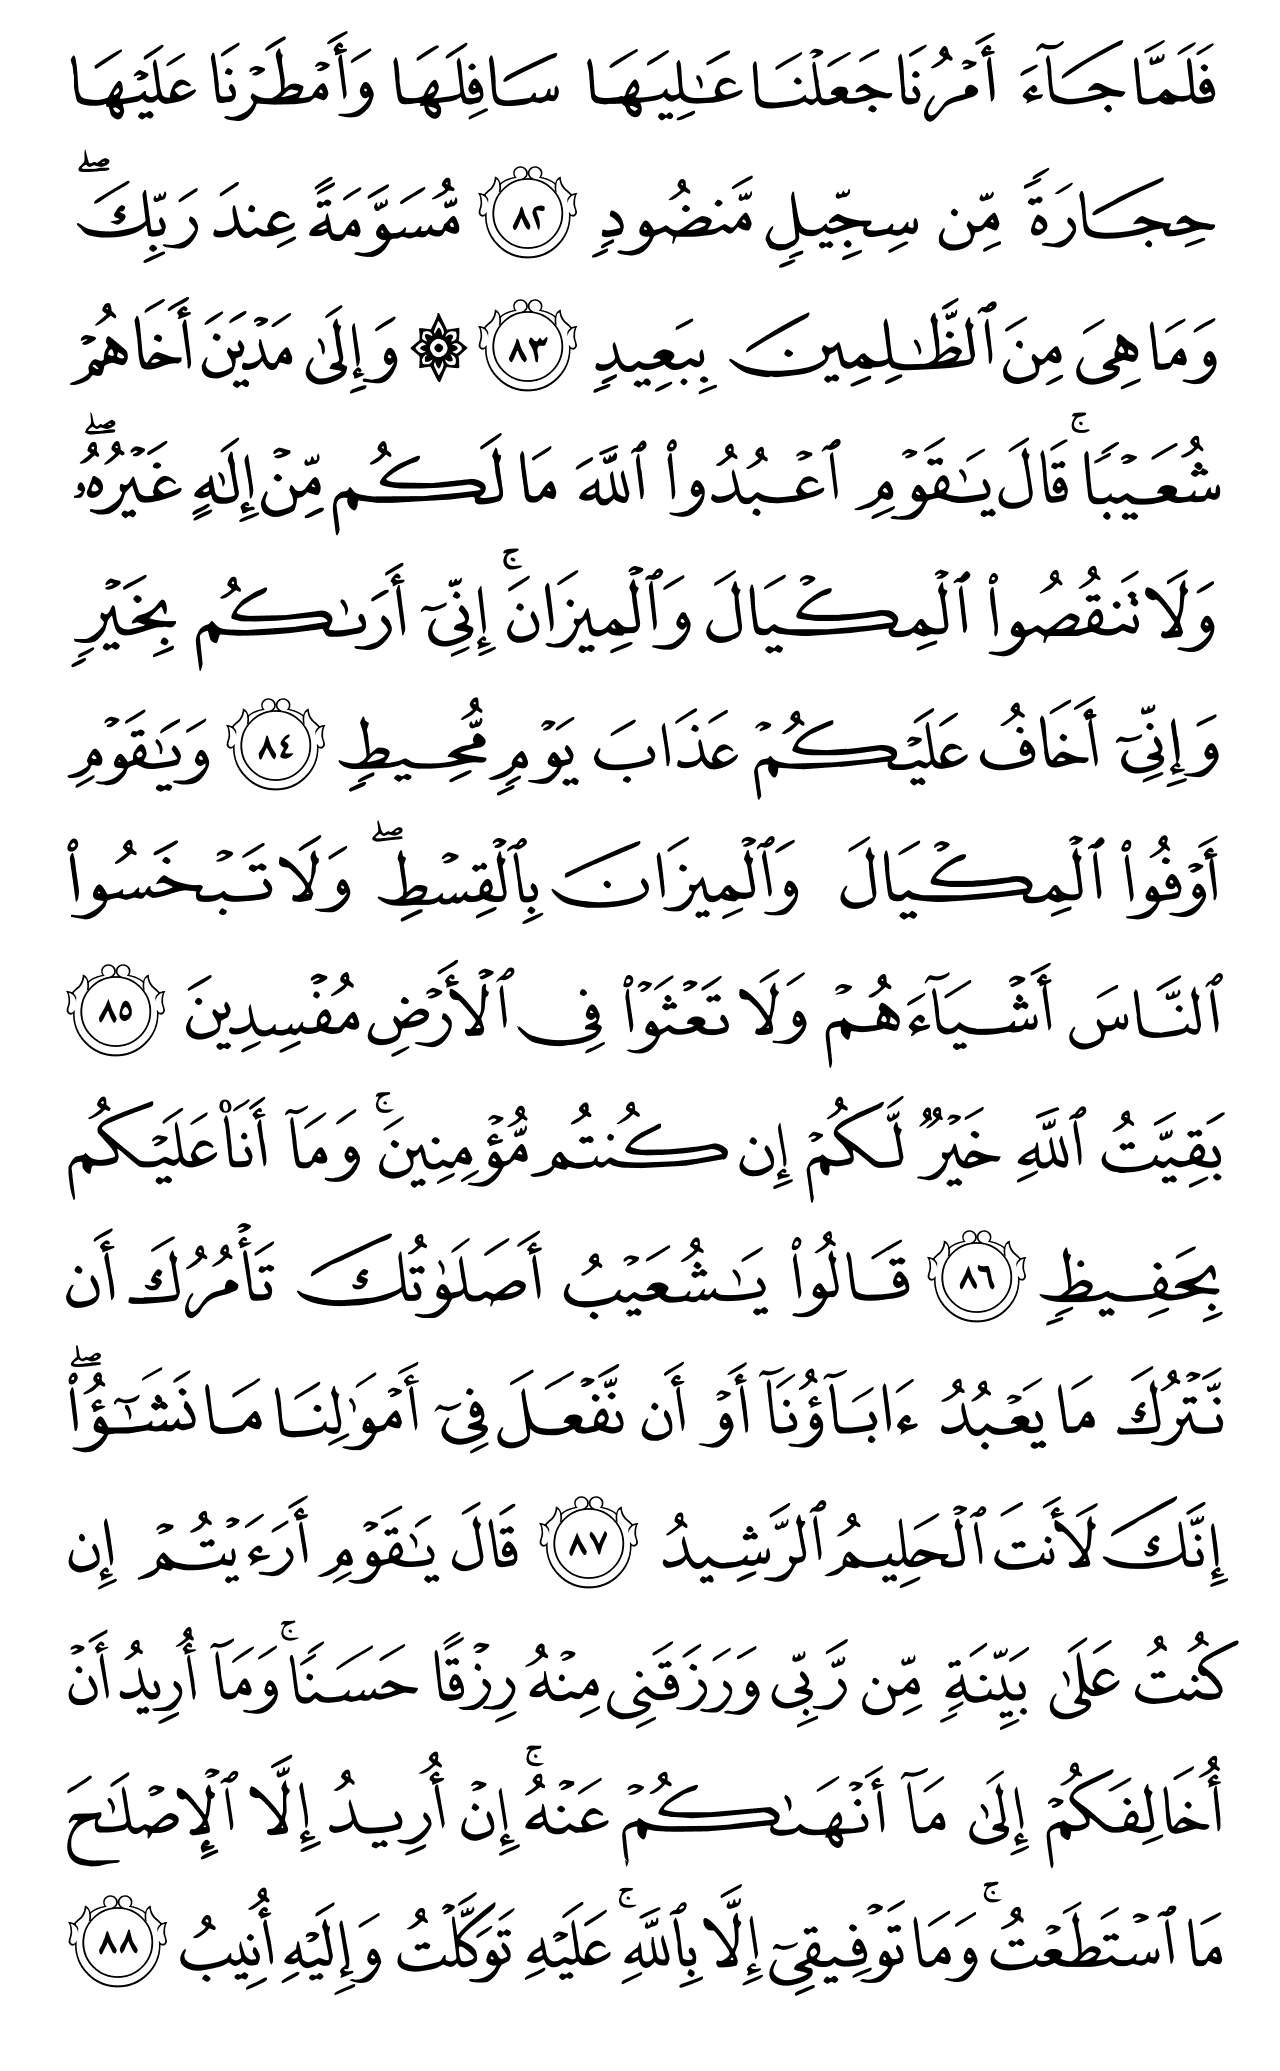 فَلَمَّا جَآءَ أَمْرُنَا جَعَلْنَا عَٰلِيَهَا سَافِلَهَا وَأَمْطَرْنَا عَلَيْهَا
حِجَارَةً مِّن سِجِّيلٍ مَّنضُودٍ ٨٢ مُّسَوَّمَةً عِندَ رَبِّكَ ۖ
وَمَا هِىَ مِنَ ٱلظَّٰلِمِينَ بِبَعِيدٍ ٨٣ ۞ وَإِلَىٰ مَدْيَنَ أَخَاهُمْ
شُعَيْبًا ۚ قَالَ يَٰقَوْمِ ٱعْبُدُوا۟ ٱللَّهَ مَا لَكُم مِّنْ إِلَٰهٍ غَيْرُهُۥ ۖ
وَلَا تَنقُصُوا۟ ٱلْمِكْيَالَ وَٱلْمِيزَانَ ۚ إِنِّىٓ أَرَىٰكُم بِخَيْرٍ
وَإِنِّىٓ أَخَافُ عَلَيْكُمْ عَذَابَ يَوْمٍ مُّحِيطٍ ٨٤ وَيَٰقَوْمِ
أَوْفُوا۟ ٱلْمِكْيَالَ وَٱلْمِيزَانَ بِٱلْقِسْطِ ۖ وَلَا تَبْخَسُوا۟
ٱلنَّاسَ أَشْيَآءَهُمْ وَلَا تَعْثَوْا۟ فِى ٱلْأَرْضِ مُفْسِدِينَ ٨٥
بَقِيَّتُ ٱللَّهِ خَيْرٌ لَّكُمْ إِن كُنتُم مُّؤْمِنِينَ ۚ وَمَآ أَنَا۠ عَلَيْكُم
بِحَفِيظٍ ٨٦ قَالُوا۟ يَٰشُعَيْبُ أَصَلَوٰتُكَ تَأْمُرُكَ أَن
نَّتْرُكَ مَا يَعْبُدُ ءَابَآؤُنَآ أَوْ أَن نَّفْعَلَ فِىٓ أَمْوَٰلِنَا مَا نَشَٰٓؤُا۟ ۖ
إِنَّكَ لَأَنتَ ٱلْحَلِيمُ ٱلرَّشِيدُ ٨٧ قَالَ يَٰقَوْمِ أَرَءَيْتُمْ إِن
كُنتُ عَلَىٰ بَيِّنَةٍ مِّن رَّبِّى وَرَزَقَنِى مِنْهُ رِزْقًا حَسَنًا ۚ وَمَآ أُرِيدُ أَنْ
أُخَالِفَكُمْ إِلَىٰ مَآ أَنْهَىٰكُمْ عَنْهُ ۚ إِنْ أُرِيدُ إِلَّا ٱلْإِصْلَٰحَ
مَا ٱسْتَطَعْتُ ۚ وَمَا تَوْفِيقِىٓ إِلَّا بِٱللَّهِ ۚ عَلَيْهِ تَوَكَّلْتُ وَإِلَيْهِ أُنِيبُ ٨٨